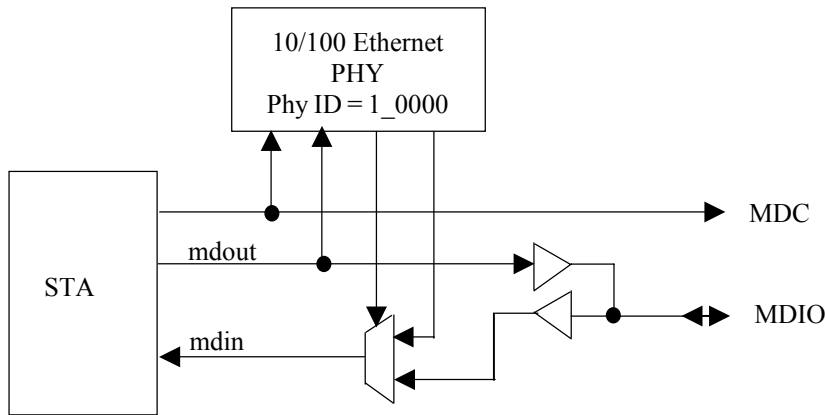 10/100 Ethernet
PHY
Phy ID = 1_0000
MDC
mdout
STA
MDIO
mdin